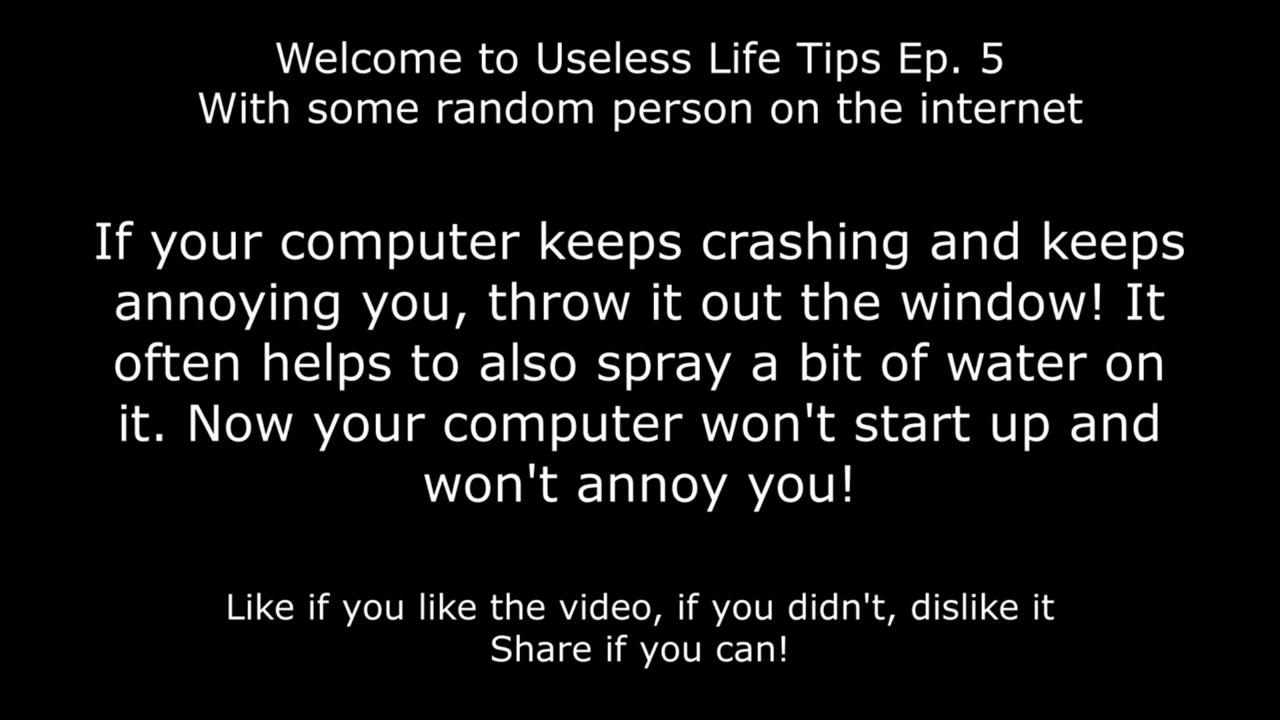 Welcome to Useless Life Tips Ep. 5
With some random person on the internet
If your computer keeps crashing and keeps
annoying you, throw it out the window! It
often helps to also spray a bit of water on
it. Now your computer won't start up and
won't annoy you!
Like if you like the video, if you didn't, dislike it
Share if you can!